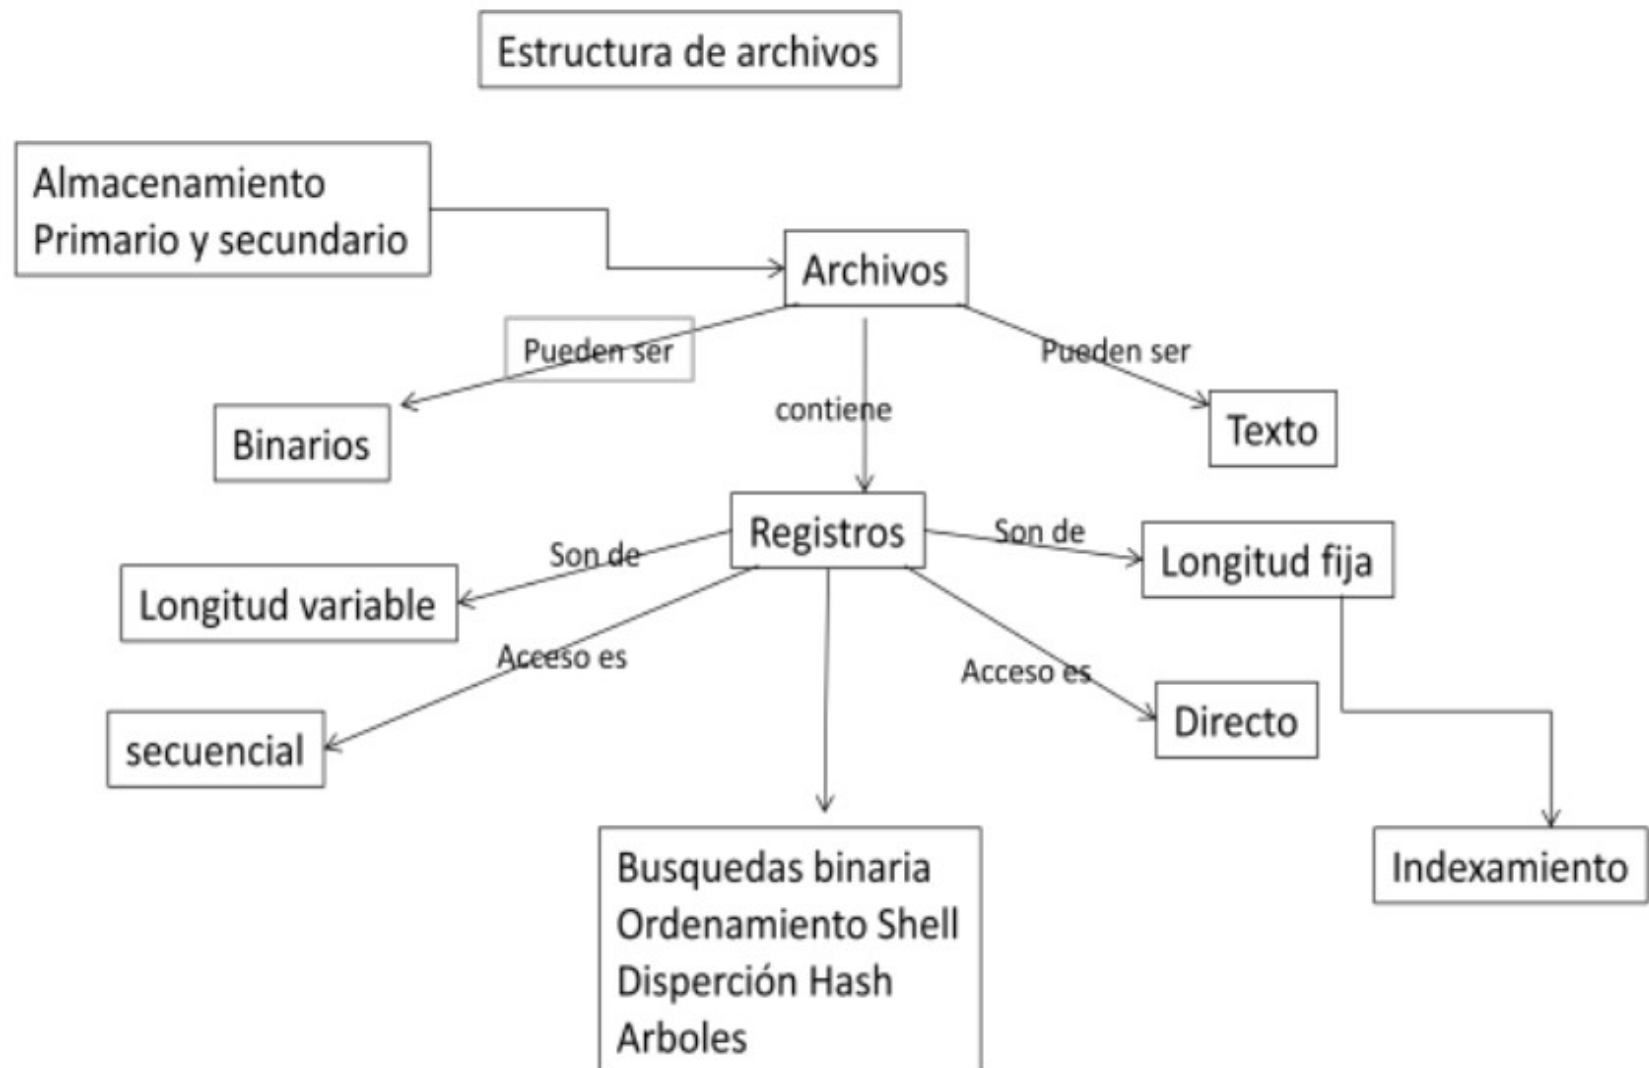 Estructura de archivos
Almacenamiento
Primario y secundario
Archivos
Pueden ser
Pueden ser
contiene
Binarios
Texto
Registros
Son de
Son de
Longitud fija
Longitud variable
Acceso es
Acceso es
secuencial
Directo
Busquedas binaria
Ordenamiento Shell
Disperción Hash
Arboles
Indexamiento